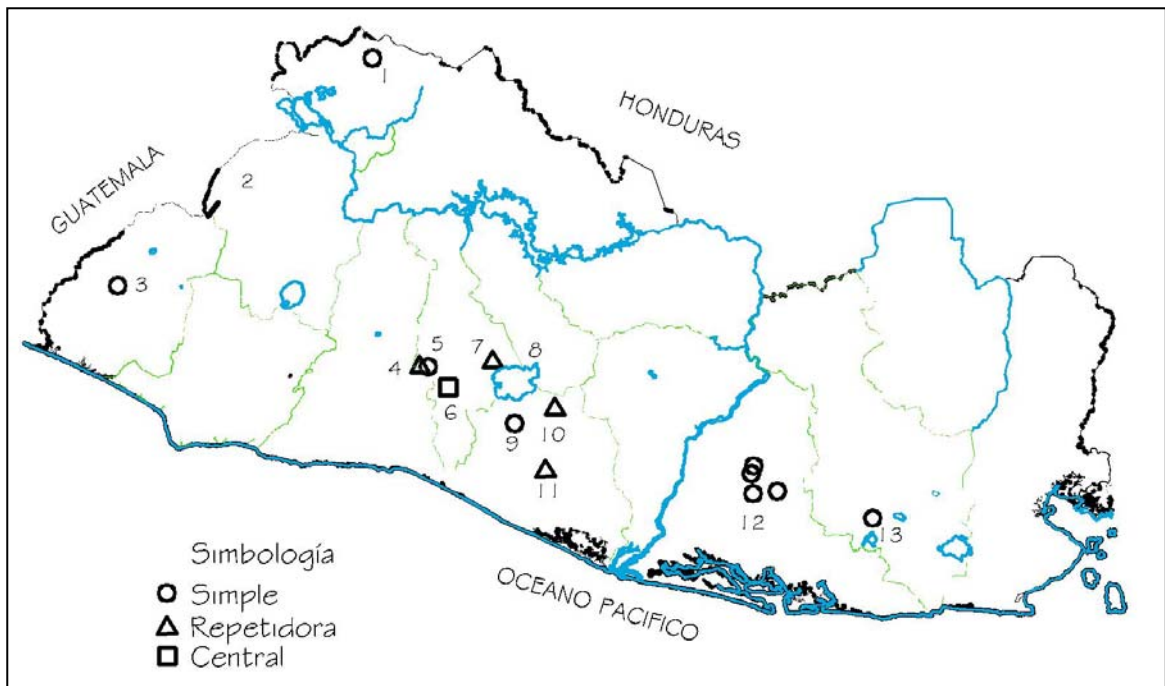 1
HONDURAS
GUATEMALA
2
3
4
5
6
7
8
9
10
11
12
13
OCEANO PACIFICO
Simbología
Simple
Repetidora
Central